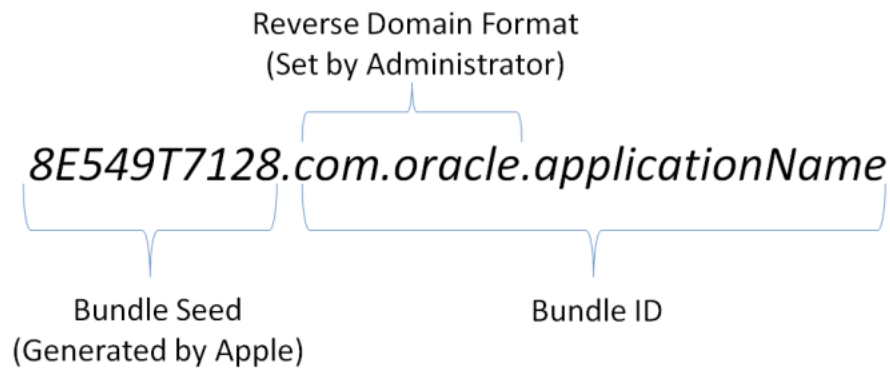 Reverse Domain Format
(Set by Administrator)
8E549T7128.com.oracle.applicationName
Bundle Seed
(Generated by Apple)
Bundle ID